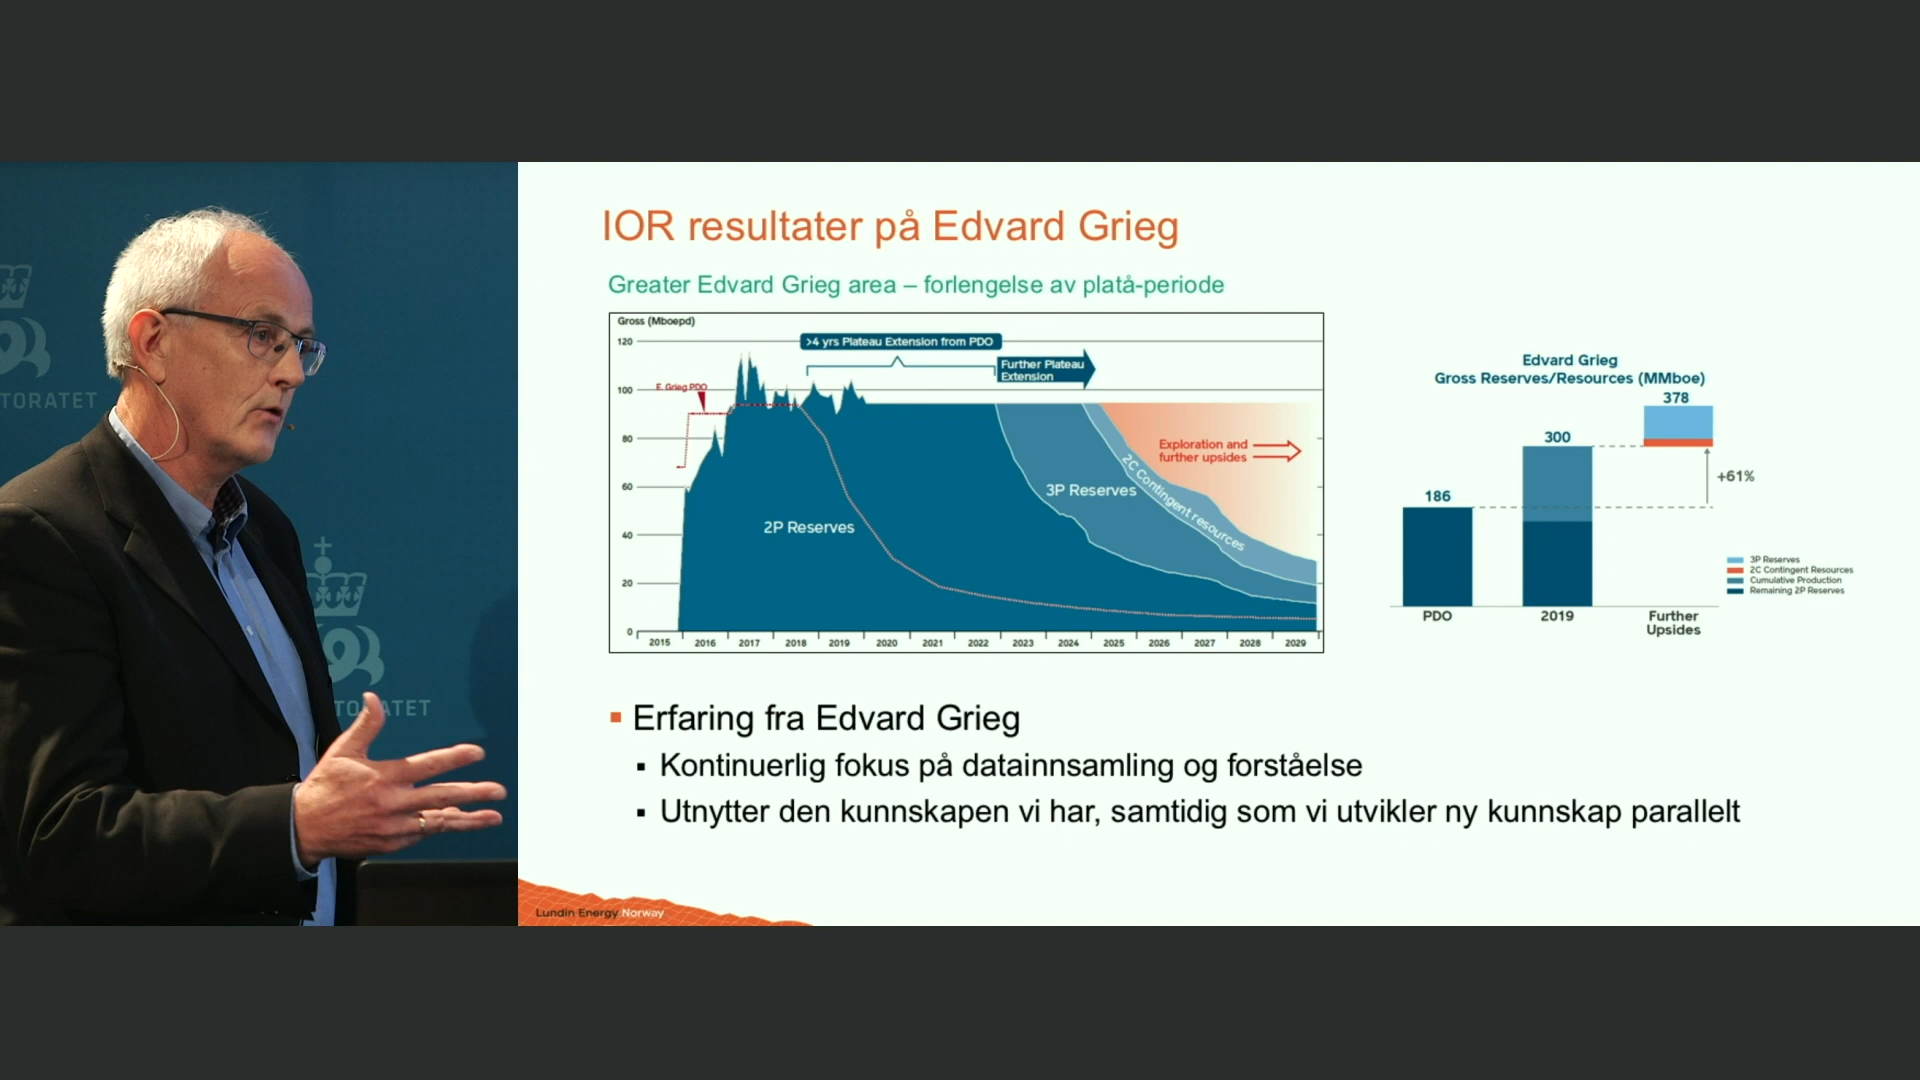 TORATET
TORATET
IOR resultater på Edvard Grieg
Greater Edvard Grieg area – forlengelse av platå-periode
Gross (Mboepd)
120
100
80
60
40
20
0
>4 yrs Plateau Extension from PDO
Further Plateau
Extension
E. Grieg PDO
Exploration and
further upsides
2C Contingent resources
3P Reserves
2P Reserves
2015 2016 2017 2018 2019 2020 2021 2022 2023 2024 2025 2026 2027 2028 2029
Edvard Grieg
Gross Reserves/Resources (MMboe)
378
300
+61%
186
3P Reserves
2C Contingent Resources
Cumulative Production
Remaining 2P Reserves
PDO 2019 Further
Upsides
Erfaring fra Edvard Grieg
Kontinuerlig fokus på datainnsamling og forståelse
Utnytter den kunnskapen vi har, samtidig som vi utvikler ny kunnskap parallelt
Lundin Energy Norway